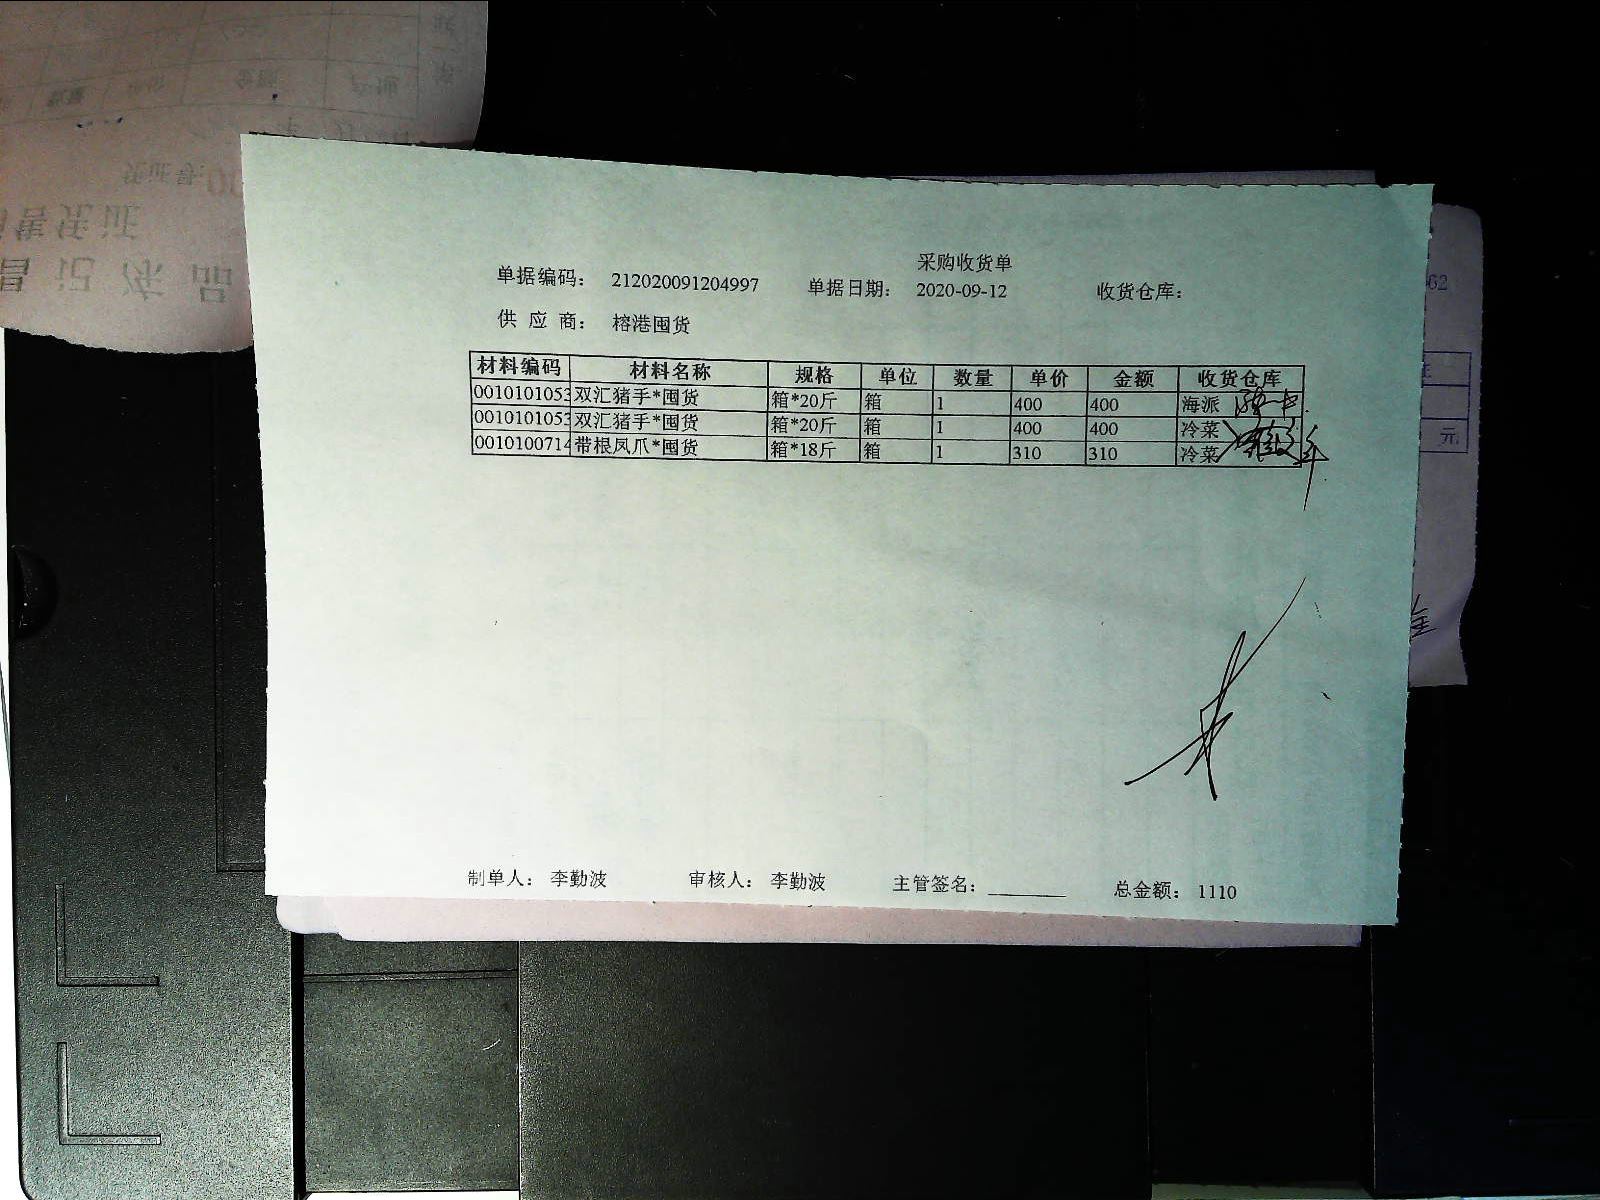 采购收货单
单据编码： 212020091204997 单据日期： 2020-09-12 收货仓库：
供 应 商： 榕港囤货
材料编码 材料名称 规格 单位 数量 单价 金额 收货仓库
0010101053 双汇猪手*囤货 箱*20斤 箱 1 400 400 海派
0010101053 双汇猪手*囤货 箱*20斤 箱 1 400 400 冷菜
0010100714 带根凤爪*囤货 箱*18斤 箱 1 310 310 冷菜
制单人： 李勤波 审核人： 李勤波 主管签名： 总金额： 1110
62
元